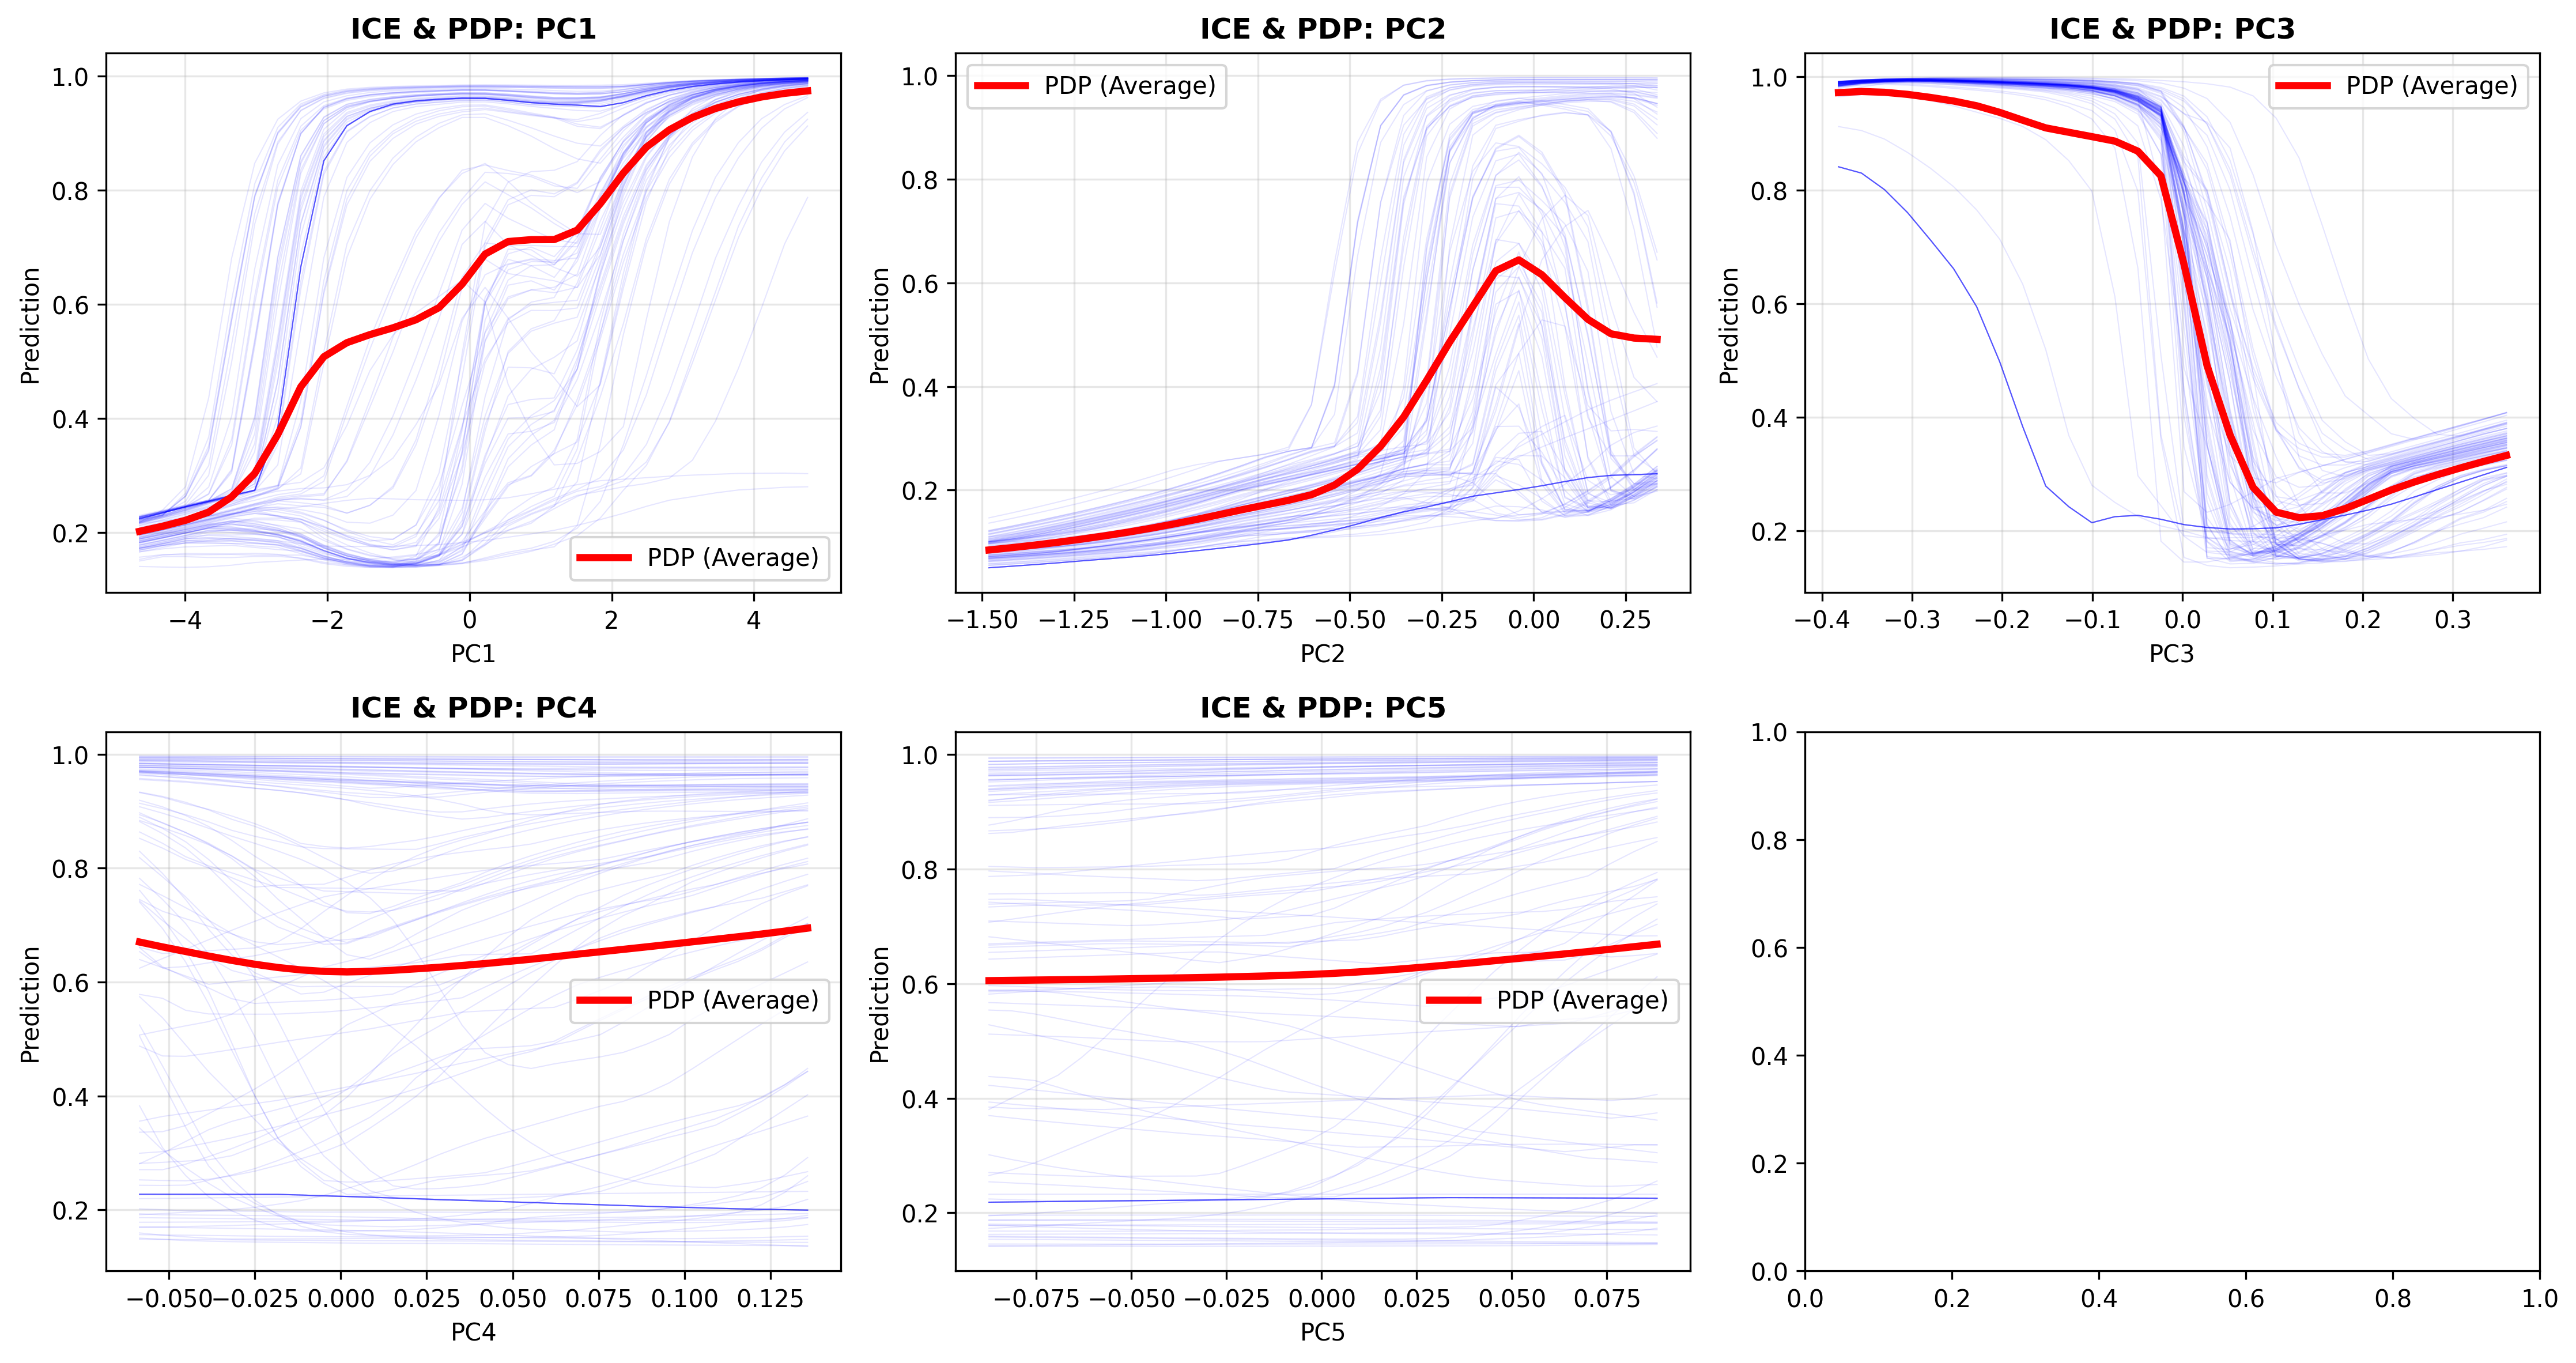 ICE & PDP: PC1
PDP (Average)
Prediction
1.0
0.8
0.6
0.4
0.2
−4 −2 0 2 4
PC1
ICE & PDP: PC2
PDP (Average)
Prediction
1.0
0.8
0.6
0.4
0.2
−1.50 −1.25 −1.00 −0.75 −0.50 −0.25 0.00 0.25
PC2
ICE & PDP: PC3
PDP (Average)
Prediction
1.0
0.8
0.6
0.4
0.2
−0.4 −0.3 −0.2 −0.1 0.0 0.1 0.2 0.3
PC3
ICE & PDP: PC4
PDP (Average)
Prediction
1.0
0.8
0.6
0.4
0.2
−0.050 −0.025 0.000 0.025 0.050 0.075 0.100 0.125
PC4
ICE & PDP: PC5
PDP (Average)
Prediction
1.0
0.8
0.6
0.4
0.2
−0.075 −0.050 −0.025 0.000 0.025 0.050 0.075
PC5
1.0
0.8
0.6
0.4
0.2
0.0
0.0 0.2 0.4 0.6 0.8 1.0